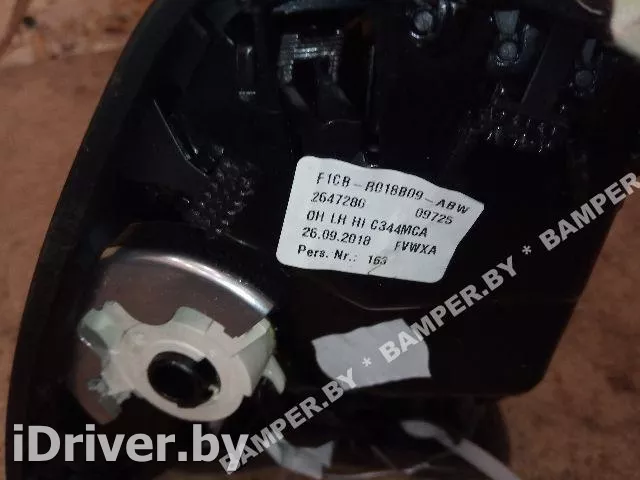 F1CB-R018B09-ABW
2647280 09725
OH LH HI C344MCA
26.09.2018 FVWXA
Pers. Nr.: 163
BAMPER.BY * BAMPER.BY * BAMPER.BY
iDriver.by